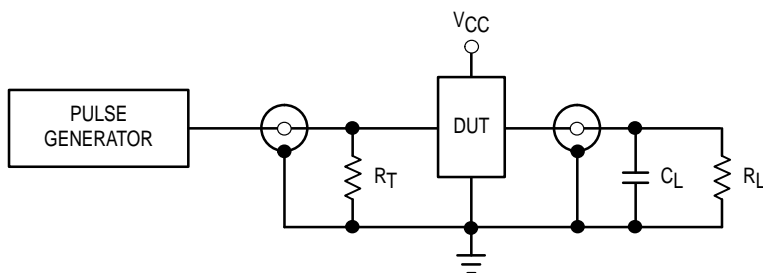 VCC
PULSE
GENERATOR
DUT
RT
CL
RL